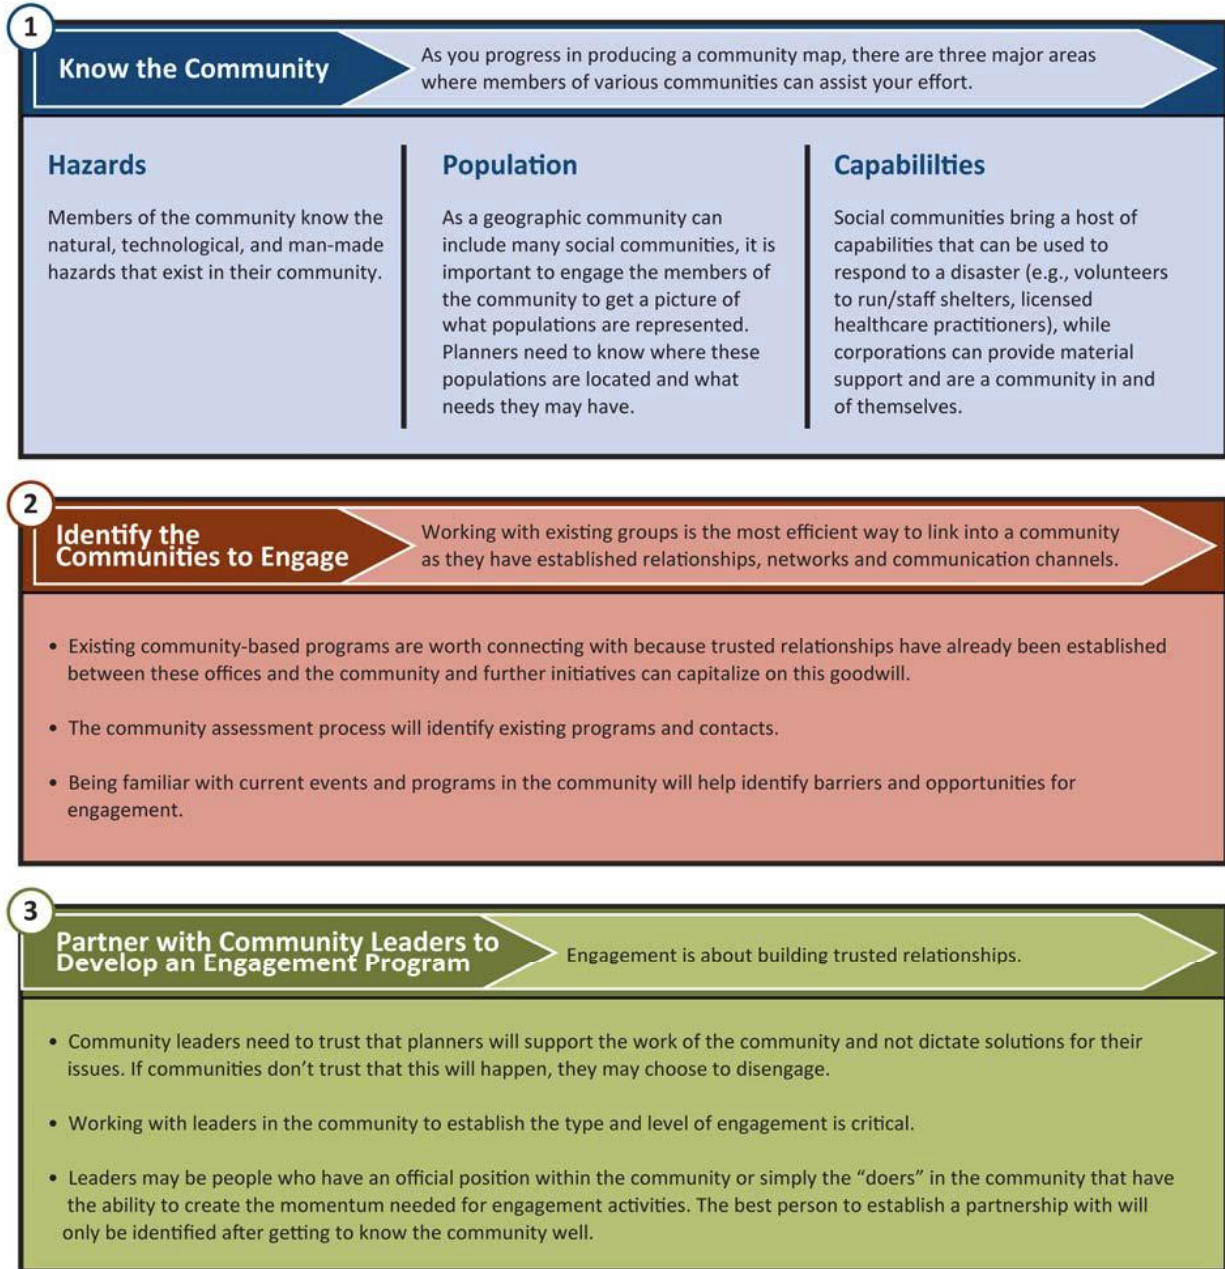 1
Know the Community
As you progress in producing a community map, there are three major areas
where members of various communities can assist your effort.
Hazards
Members of the community know the
natural, technological, and man-made
hazards that exist in their community.
Population
As a geographic community can
include many social communities, it is
important to engage the members of
the community to get a picture of
what populations are represented.
Planners need to know where these
populations are located and what
needs they may have.
Capabililties
Social communities bring a host of
capabilities that can be used to
respond to a disaster (e.g., volunteers
to run/staff shelters, licensed
healthcare practitioners), while
corporations can provide material
support and are a community in and
of themselves.
2
Identify the
Communities to Engage
Working with existing groups is the most efficient way to link into a community
as they have established relationships, networks and communication channels.
• Existing community-based programs are worth connecting with because trusted relationships have already been established
between these offices and the community and further initiatives can capitalize on this goodwill.
• The community assessment process will identify existing programs and contacts.
• Being familiar with current events and programs in the community will help identify barriers and opportunities for
engagement.
3
Partner with Community Leaders to
Develop an Engagement Program
Engagement is about building trusted relationships.
• Community leaders need to trust that planners will support the work of the community and not dictate solutions for their
issues. If communities don’t trust that this will happen, they may choose to disengage.
• Working with leaders in the community to establish the type and level of engagement is critical.
• Leaders may be people who have an official position within the community or simply the “doers” in the community that have
the ability to create the momentum needed for engagement activities. The best person to establish a partnership with will
only be identified after getting to know the community well.